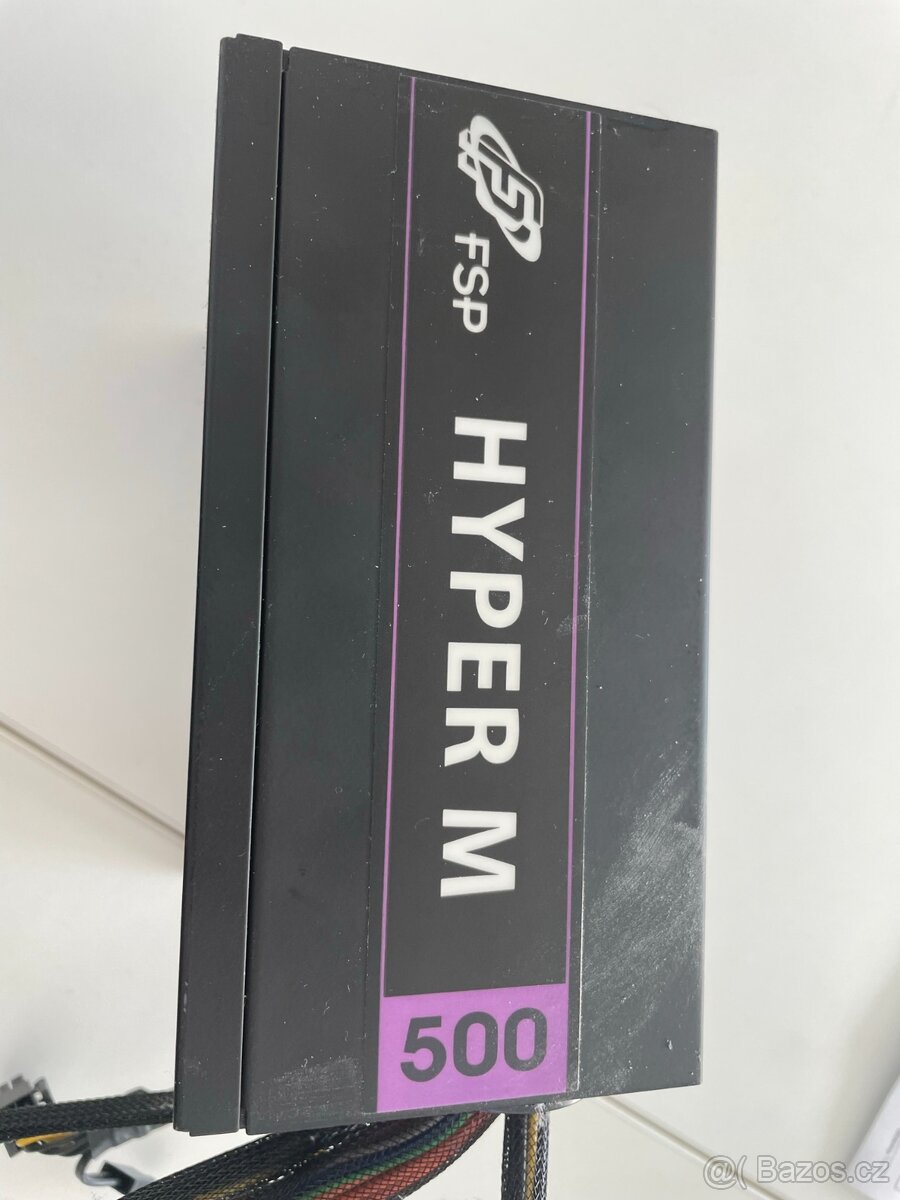 FSP
HYPER M
500
@( Bazos.cz